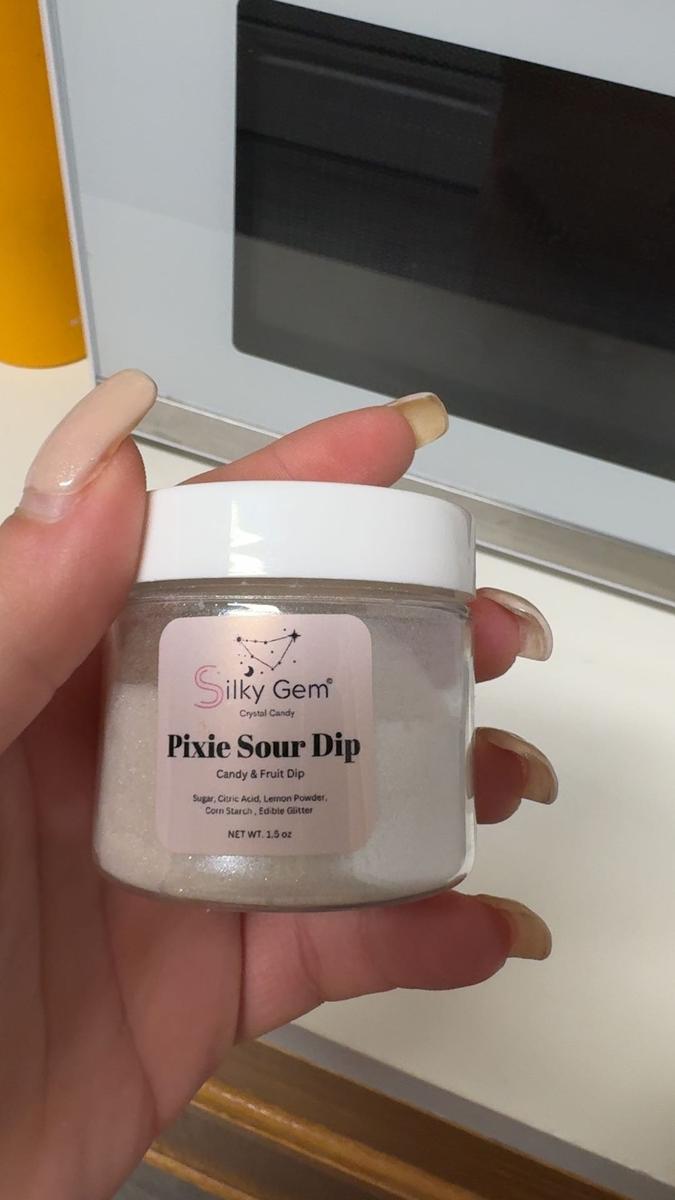 Silky Gem©
Crystal Candy
Pixie Sour Dip
Candy & Fruit Dip
Sugar, Citric Acid, Lemon Powder,
Corn Starch , Edible Glitter
NET WT. 1.5 oz